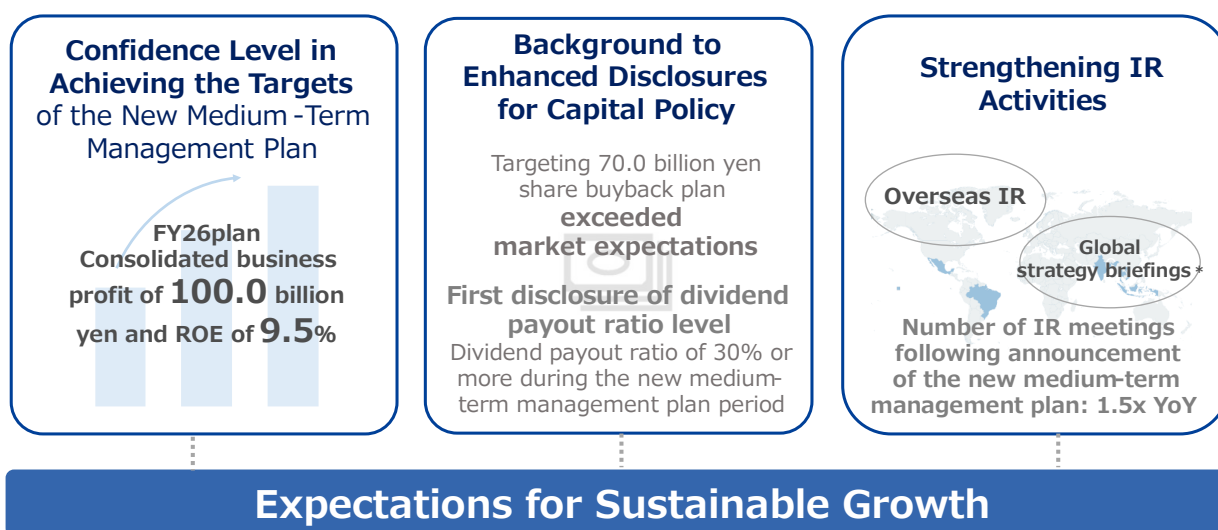 Confidence Level in
Achieving the Targets
of the New Medium-Term
Management Plan
FY26plan
Consolidated business
profit of 100.0 billion
yen and ROE of 9.5%
Background to
Enhanced Disclosures
for Capital Policy
Targeting 70.0 billion yen
share buyback plan
exceeded
market expectations
First disclosure of dividend
payout ratio level
Dividend payout ratio of 30% or
more during the new medium-
term management plan period
Strengthening IR
Activities
Overseas IR
Global
strategy briefings*
Number of IR meetings
following announcement
of the new medium-term
management plan: 1.5x YoY
Expectations for Sustainable Growth